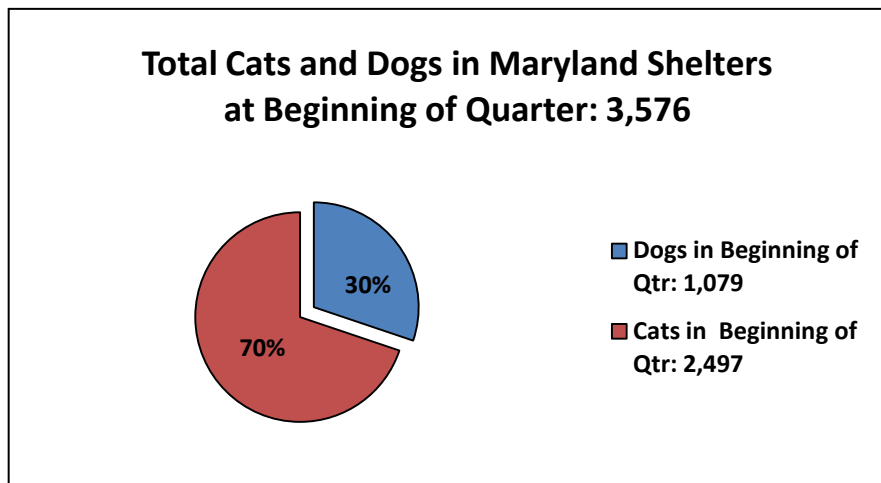 Total Cats and Dogs in Maryland Shelters
at Beginning of Quarter: 3,576
30%
70%
Dogs in Beginning of
Qtr: 1,079
Cats in  Beginning of
Qtr: 2,497